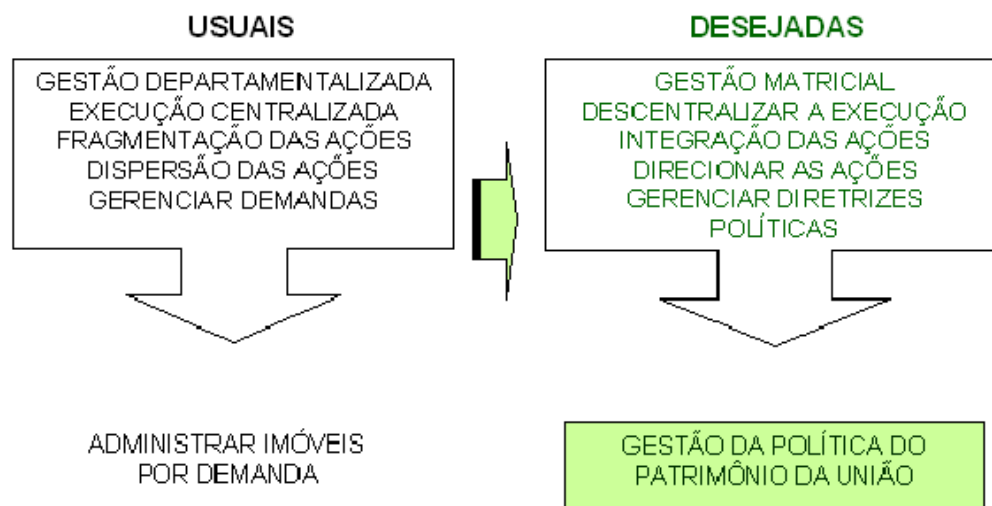 USUAIS
GESTÃO DEPARTAMENTALIZADA
EXECUÇÃO CENTRALIZADA
FRAGMENTAÇÃO DAS AÇÕES
DISPERSÃO DAS AÇÕES
GERENCIAR DEMANDAS
ADMINISTRAR IMÓVEIS
POR DEMANDA
DESEJADAS
GESTÃO MATRICIAL
DESCENTRALIZAR A EXECUÇÃO
INTEGRAÇÃO DAS AÇÕES
DIRECIONAR AS AÇÕES
GERENCIAR DIRETRIZES
POLÍTICAS
GESTÃO DA POLÍTICA DO
PATRIMÔNIO DA UNIÃO